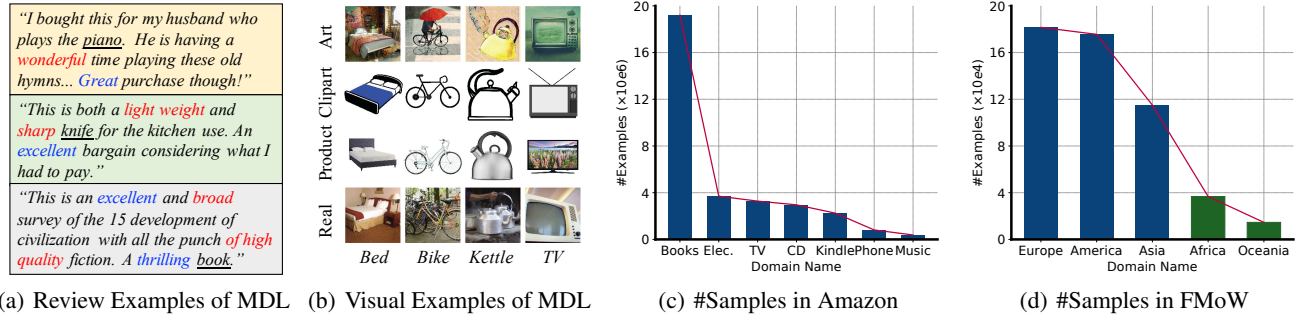 “I bought this for my husband who
plays the piano. He is having a
wonderful time playing these old
hymns... Great purchase though!”
“This is both a light weight and
sharp knife for the kitchen use. An
excellent bargain considering what I
had to pay.”
“This is an excellent and broad
survey of the 15 development of
civilization with all the punch of high
quality fiction. A thrilling book.”
(a) Review Examples of MDL
Art
Clipart
Product
Real
Bed Bike Kettle TV
(b) Visual Examples of MDL
#Examples (×10e6)
20
16
12
8
4
0
Books Elec. TV CD Kindle Phone Music
Domain Name
(c) #Samples in Amazon
#Examples (×10e4)
20
16
12
8
4
0
Europe America Asia Africa Oceania
Domain Name
(d) #Samples in FMoW